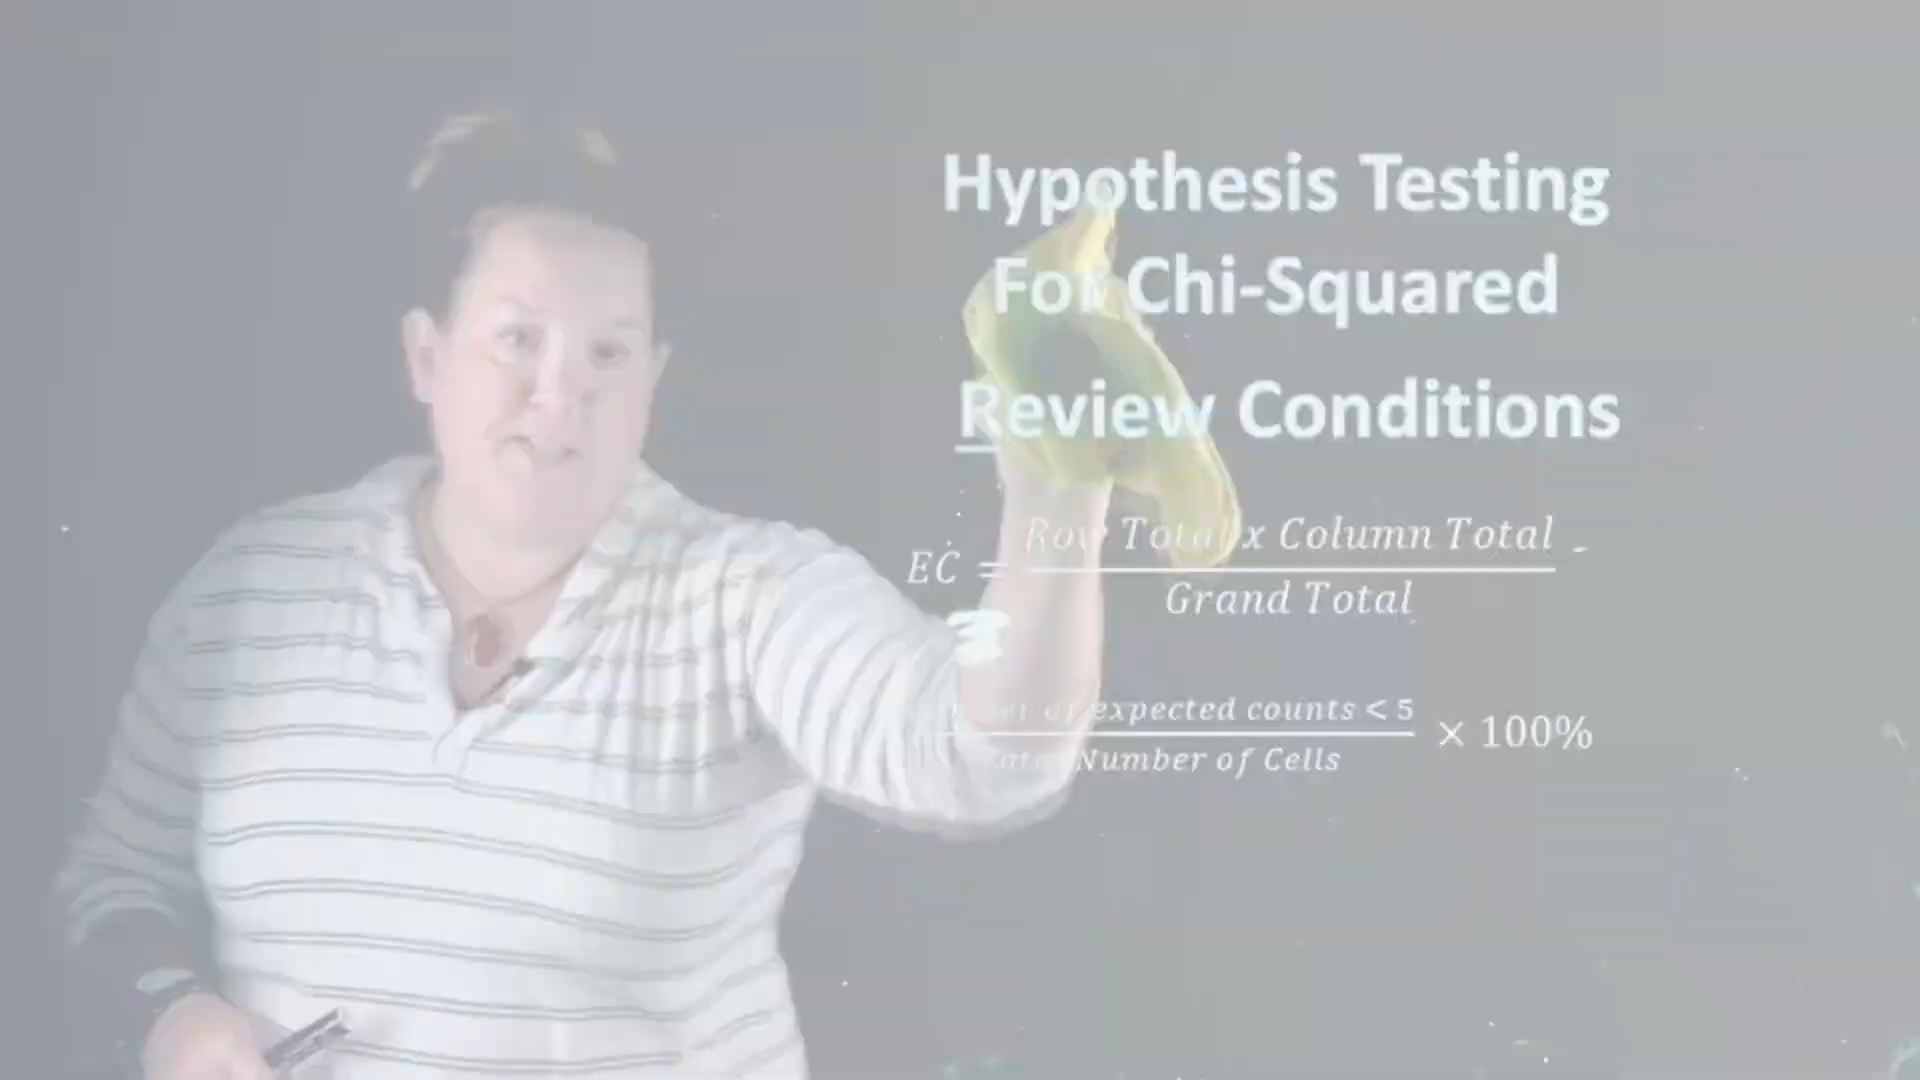 Hypothesis Testing
For Chi-Squared
Review Conditions
EC = Row Total x Column Total
Grand Total
expected counts < 5
× 100%
Number of Cells